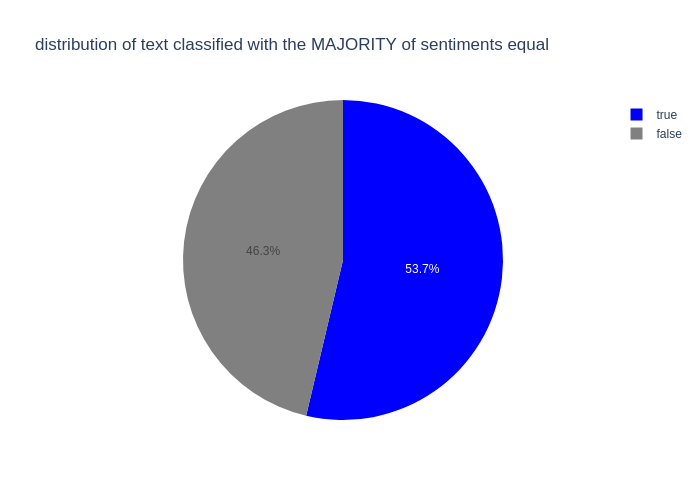 distribution of text classified with the MAJORITY of sentiments equal
true
false
46.3%
53.7%